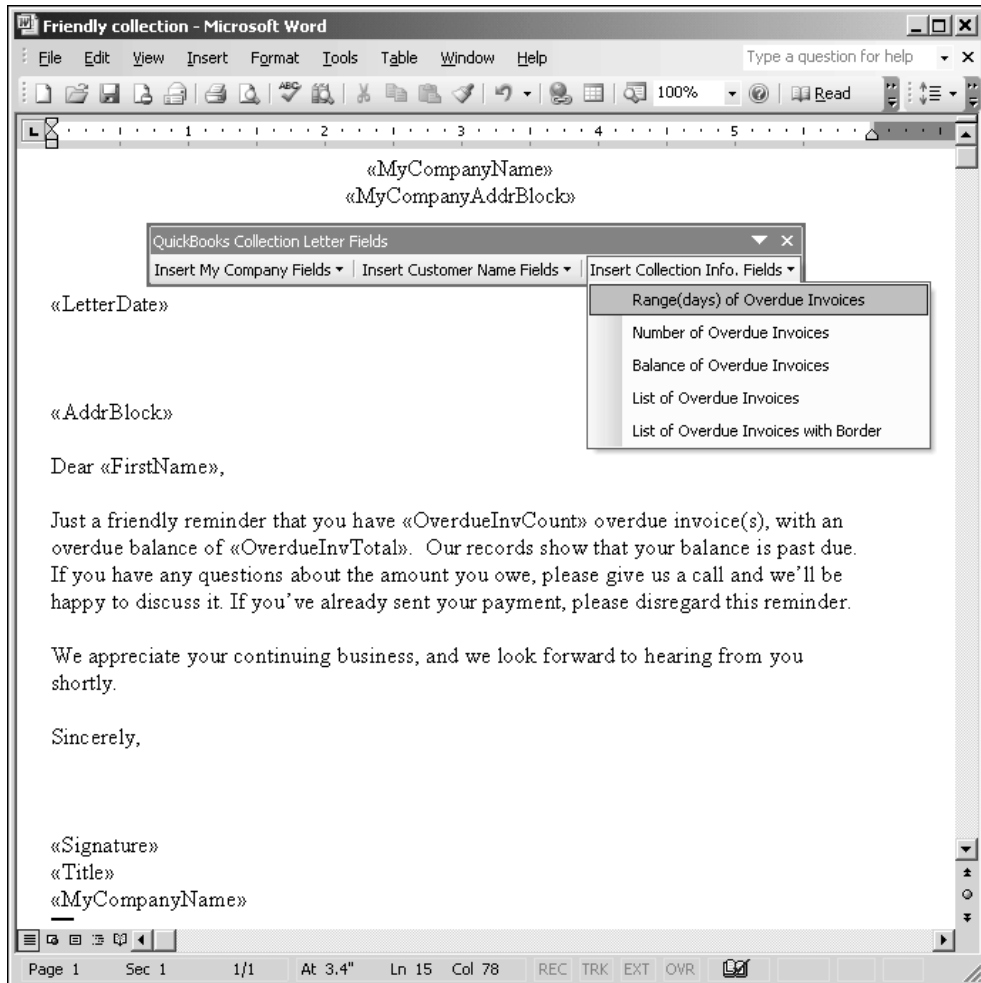 Friendly collection - Microsoft Word
File Edit View Insert Format Tools Table Window Help Type a question for help
100% Read
1 2 3 4 5
«MyCompanyName»
«MyCompanyAddrBlock»
QuickBooks Collection Letter Fields
Insert My Company Fields Insert Customer Name Fields Insert Collection Info. Fields
«LetterDate»
Range(days) of Overdue Invoices
Number of Overdue Invoices
Balance of Overdue Invoices
List of Overdue Invoices
List of Overdue Invoices with Border
«AddrBlock»
Dear «FirstName»,
Just a friendly reminder that you have «OverdueInvCount» overdue invoice(s), with an
overdue balance of «OverdueInvTotal».  Our records show that your balance is past due.
If you have any questions about the amount you owe, please give us a call and we'll be
happy to discuss it. If you've already sent your payment, please disregard this reminder.
We appreciate your continuing business, and we look forward to hearing from you
shortly.
Sincerely,
«Signature»
«Title»
«MyCompanyName»
Page 1 Sec 1 1/1 At 3.4" Ln 15 Col 78 REC TRK EXT OVR